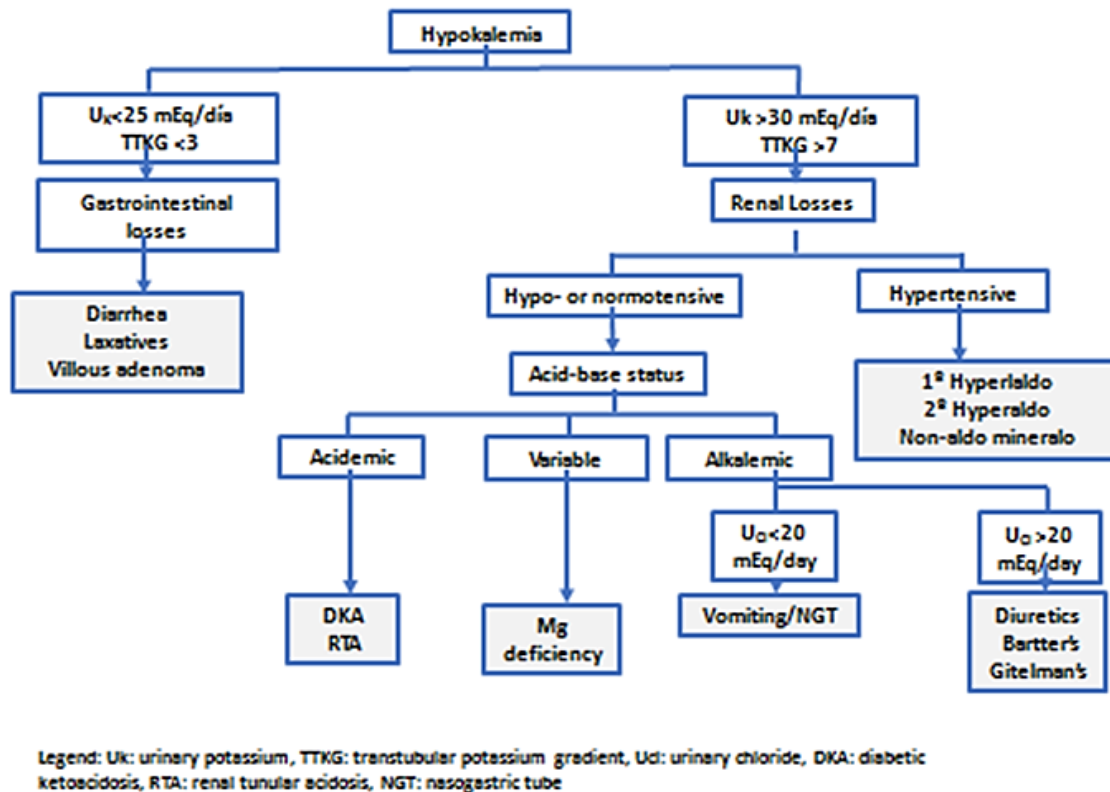 Hypokalemia
Uᴋ<25 mEq/día
TTKG <3
Uk >30 mEq/día
TTKG >7
Gastrointestinal
losses
Renal Losses
Diarrhea
Laxatives
Villous adenoma
Hypo- or normotensive
Hypertensive
Acid-base status
1ª Hyperlaldo
2ª Hyperaldo
Non-aldo mineralo
Acidemic
Variable
Alkalemic
UCl<20
mEq/day
UCl >20
mEq/day
DKA
RTA
Mg
deficiency
Vomiting/NGT
Diuretics
Bartter's
Gitelman's
Legend: Uk: urinary potassium, TTKG: transtubular potassium gradient, Ucl: urinary chloride, DKA: diabetic
ketoacidosis, RTA: renal tunular acidosis, NGT: nasogastric tube